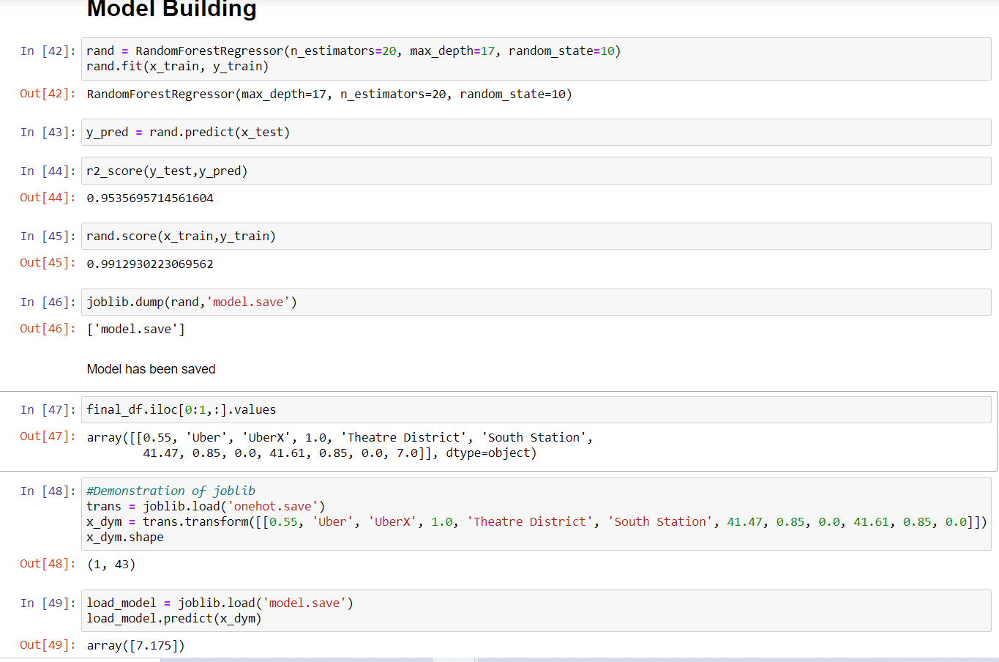 Model Building
In [42]: rand = RandomForestRegressor(n_estimators=20, max_depth=17, random_state=10)
rand.fit(x_train, y_train)
Out[42]: RandomForestRegressor(max_depth=17, n_estimators=20, random_state=10)
In [43]: y_pred = rand.predict(x_test)
In [44]: r2_score(y_test,y_pred)
Out[44]: 0.9535695714561604
In [45]: rand.score(x_train,y_train)
Out[45]: 0.9912930223069562
In [46]: joblib.dump(rand,'model.save')
Out[46]: ['model.save']
Model has been saved
In [47]: final_df.iloc[0:1,:].values
Out[47]: array([[0.55, 'Uber', 'UberX', 1.0, 'Theatre District', 'South Station',
41.47, 0.85, 0.0, 41.61, 0.85, 0.0, 7.0]], dtype=object)
In [48]: #Demonstration of joblib
trans = joblib.load('onehot.save')
x_dym = trans.transform([[0.55, 'Uber', 'UberX', 1.0, 'Theatre District', 'South Station', 41.47, 0.85, 0.0, 41.61, 0.85, 0.0]])
x_dym.shape
Out[48]: (1, 43)
In [49]: load_model = joblib.load('model.save')
load_model.predict(x_dym)
Out[49]: array([7.175])